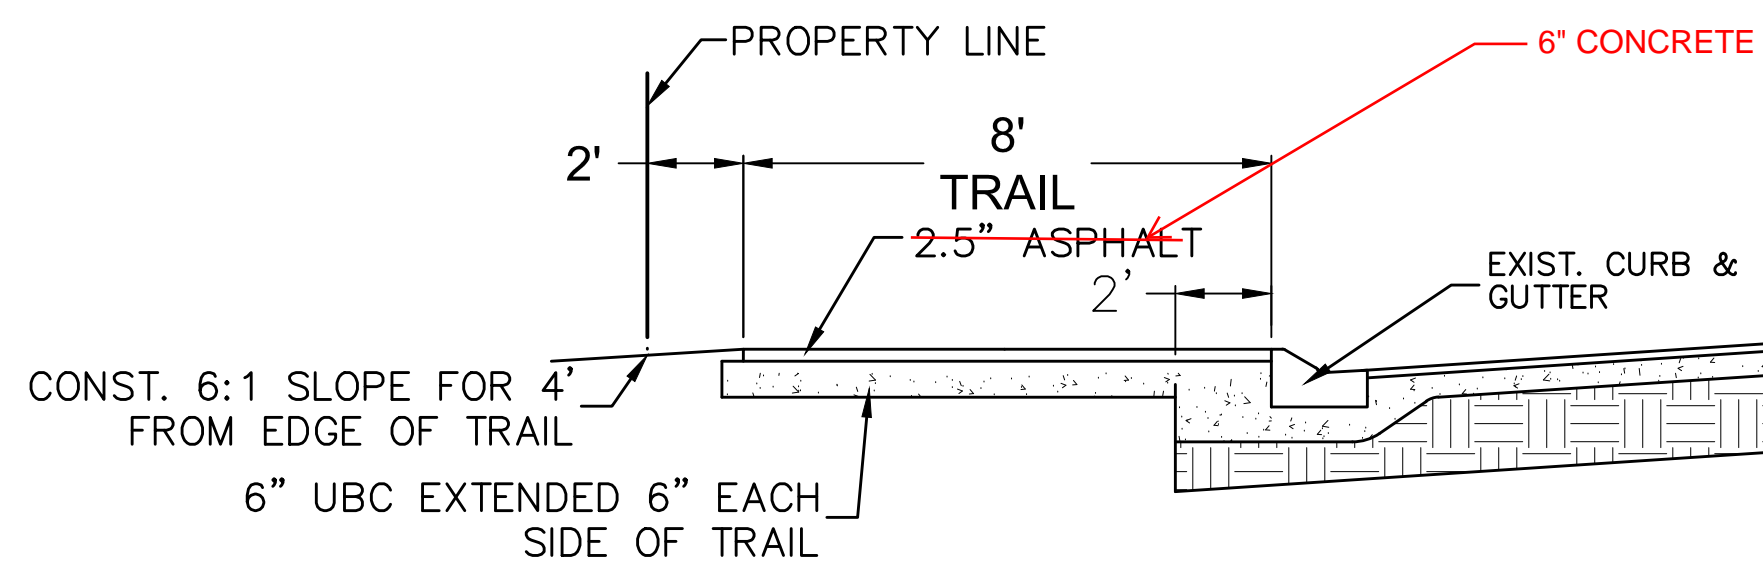 PROPERTY LINE
6" CONCRETE
8'
2'
TRAIL
2.5” ASPHALT
2’
EXIST. CURB &
GUTTER
CONST. 6:1 SLOPE FOR 4’
FROM EDGE OF TRAIL
6” UBC EXTENDED 6” EACH
SIDE OF TRAIL